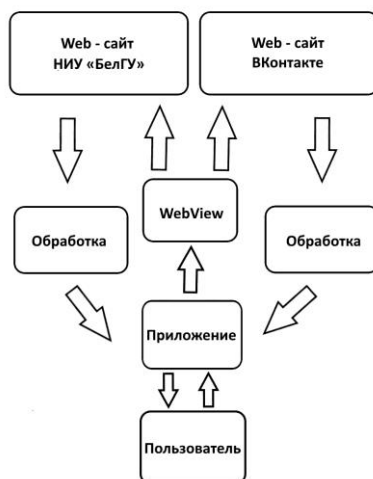 Web - сайт
НИУ «БелГУ»
Web - сайт
ВКонтакте
WebView
Обработка
Обработка
Приложение
Пользователь